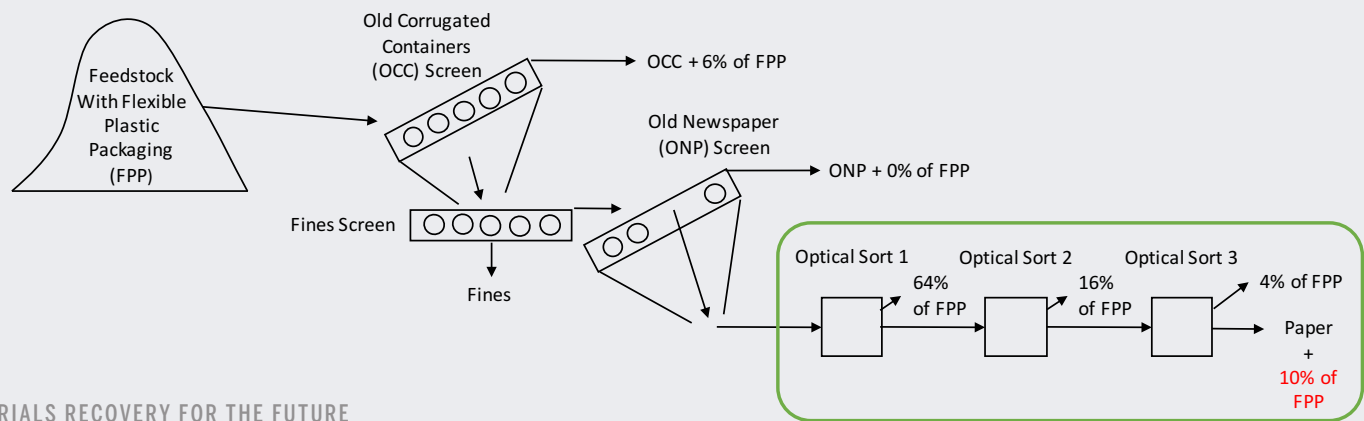 Old Corrugated
Containers
(OCC) Screen
Feedstock
With Flexible
Plastic
Packaging
(FPP)
OCC + 6% of FPP
Old Newspaper
(ONP) Screen
ONP + 0% of FPP
Fines Screen
Fines
Optical Sort 1
64%
of FPP
Optical Sort 2
16%
of FPP
Optical Sort 3
4% of FPP
Paper
+
10% of
FPP
RIALS RECOVERY FOR THE FUTURE